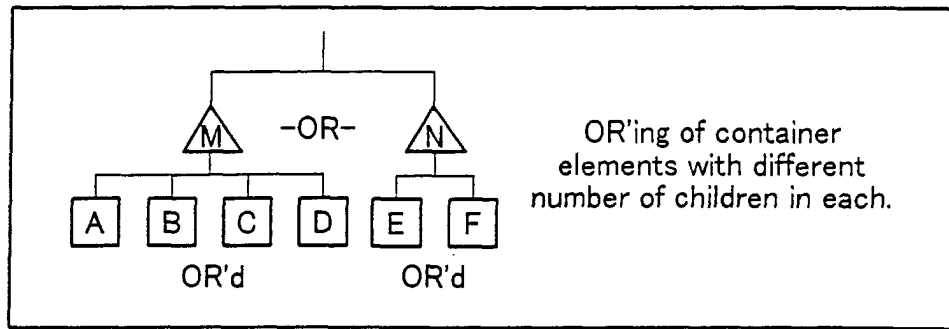 M -OR- N
A B C D E F
OR'd OR'd
OR'ing of container
elements with different
number of children in each.